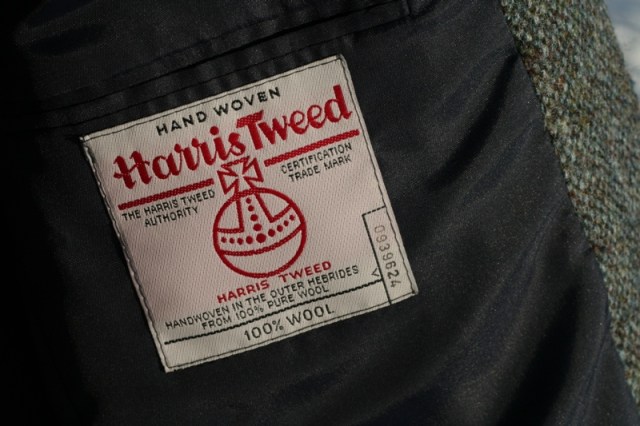 HAND WOVEN
Harris Tweed
THE HARRIS TWEED
AUTHORITY
CERTIFICATION
TRADE MARK
HARRIS TWEED
HANDWOVEN IN THE OUTER HEBRIDES
FROM 100% PURE WOOL
100% WOOL
0939624